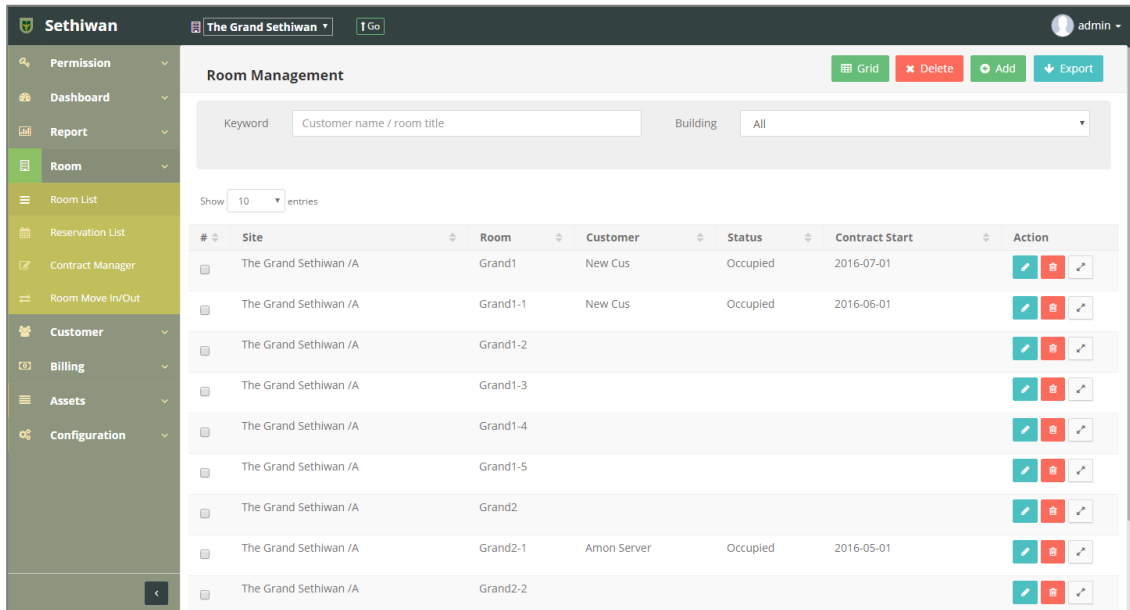 Sethiwan The Grand Sethiwan Go admin
Permission
Dashboard
Report
Room
Room List
Reservation List
Contract Manager
Room Move In/Out
Customer
Billing
Assets
Configuration
Room Management Grid Delete Add Export
Keyword Customer name / room title Building All
Show 10 entries
# Site Room Customer Status Contract Start Action
The Grand Sethiwan /A Grand1 New Cus Occupied 2016-07-01
The Grand Sethiwan /A Grand1-1 New Cus Occupied 2016-06-01
The Grand Sethiwan /A Grand1-2
The Grand Sethiwan /A Grand1-3
The Grand Sethiwan /A Grand1-4
The Grand Sethiwan /A Grand1-5
The Grand Sethiwan /A Grand2
The Grand Sethiwan /A Grand2-1 Amon Server Occupied 2016-05-01
The Grand Sethiwan /A Grand2-2